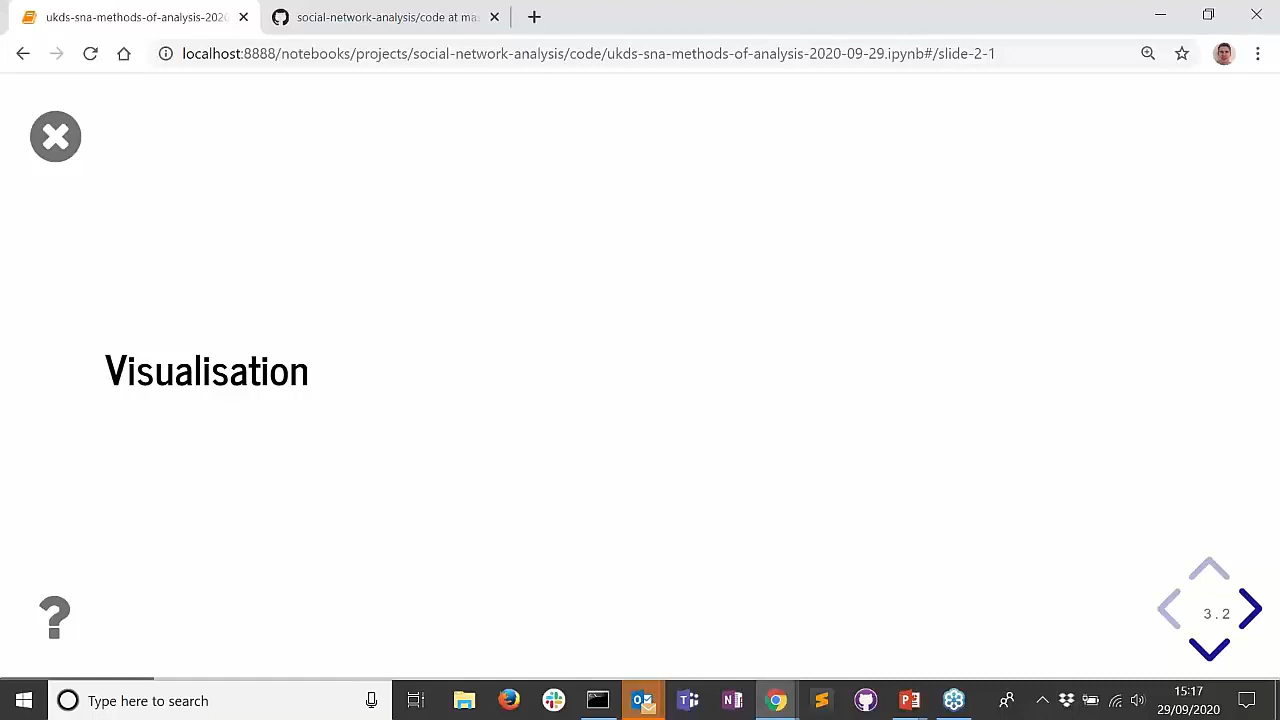 ukds-sna-methods-of-analysis-2020
social-network-analysis/code at mas
localhost:8888/notebooks/projects/social-network-analysis/code/ukds-sna-methods-of-analysis-2020-09-29.ipynb#/slide-2-1
Visualisation
?
3.2
Type here to search
15:17
29/09/2020